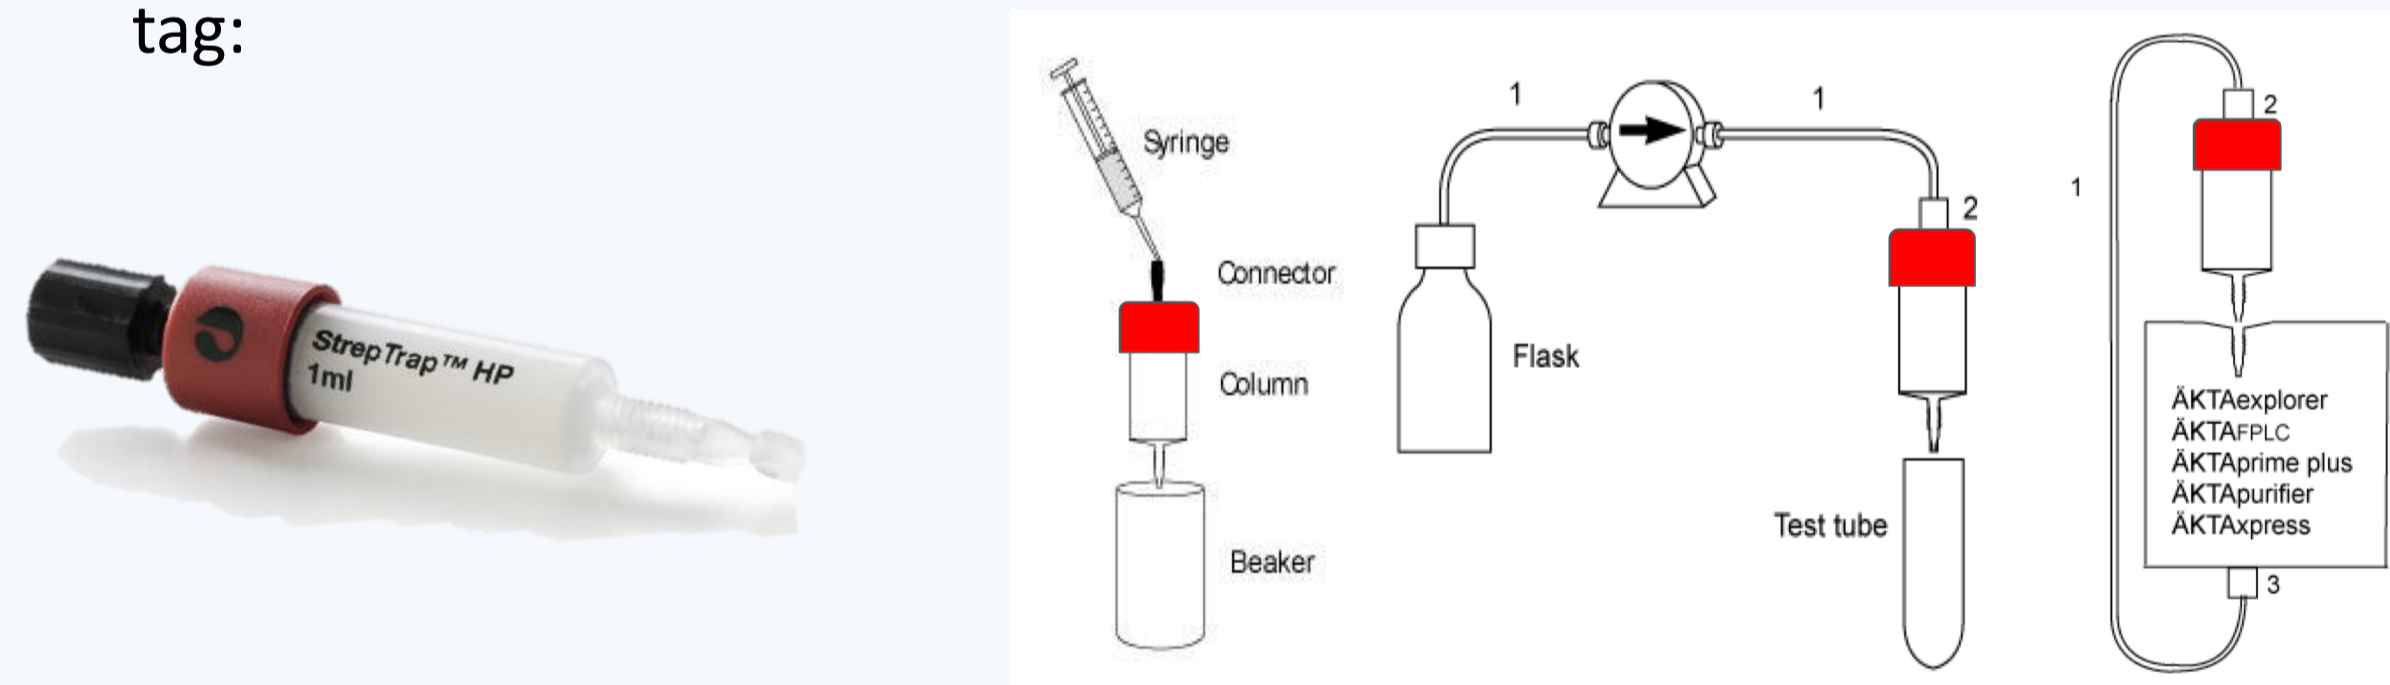 tag:
StrepTrap™ HP
1ml
Syringe
Connector
Column
Beaker
1
1
2
Flask
Test tube
1
2
ÄKTAexplorer
ÄKTAFPLC
ÄKTAprime plus
ÄKTApurifier
ÄKTAxpress
3